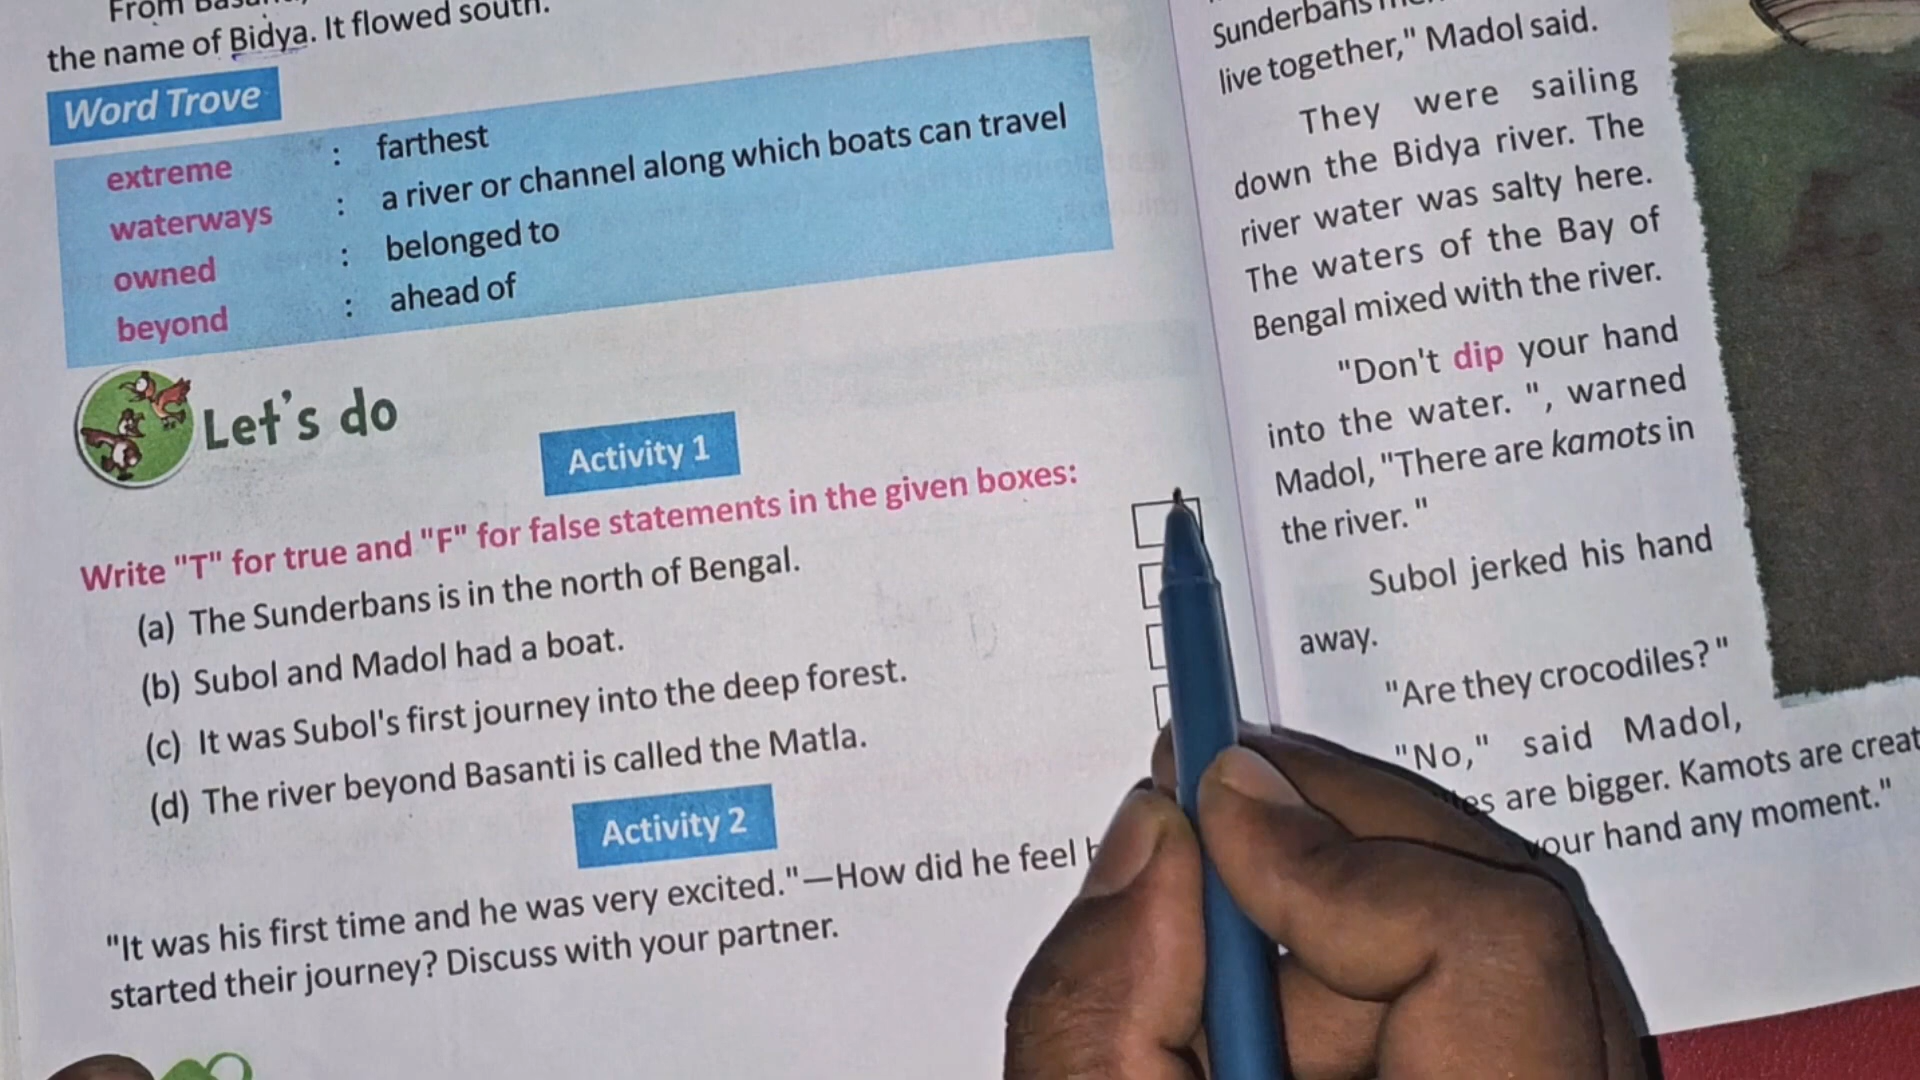 From
the name of Bidya. It flowed south.
Word Trove
extreme : farthest
waterways : a river or channel along which boats can travel
owned : belonged to
beyond : ahead of
Let's do
Activity 1
Write "T" for true and "F" for false statements in the given boxes:
(a) The Sunderbans is in the north of Bengal.
(b) Subol and Madol had a boat.
(c) It was Subol's first journey into the deep forest.
(d) The river beyond Basanti is called the Matla.
Activity 2
"It was his first time and he was very excited."—How did he feel
started their journey? Discuss with your partner.
Sunderbans
live together," Madol said.
They were sailing
down the Bidya river. The
river water was salty here.
The waters of the Bay of
Bengal mixed with the river.
"Don't dip your hand
into the water. ", warned
Madol, "There are kamots in
the river. "
Subol jerked his hand
away.
"Are they crocodiles? "
"No," said Madol,
are bigger. Kamots are
your hand any moment."